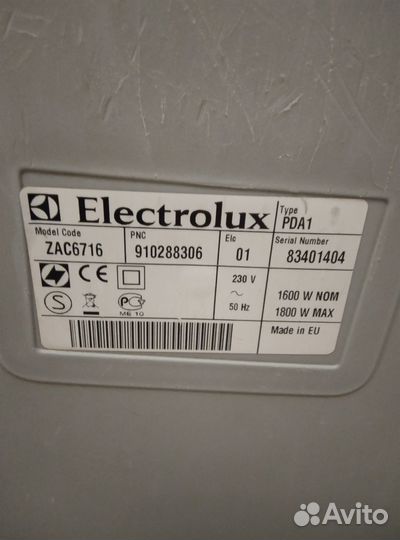 Electrolux
Type
PDA1
Model Code
ZAC6716
PNC
910288306
Elc
01
Serial Number
83401404
230 V
50 Hz
1600 W NOM
1800 W MAX
CE
S
PC
ME 10
Made in EU
Avito